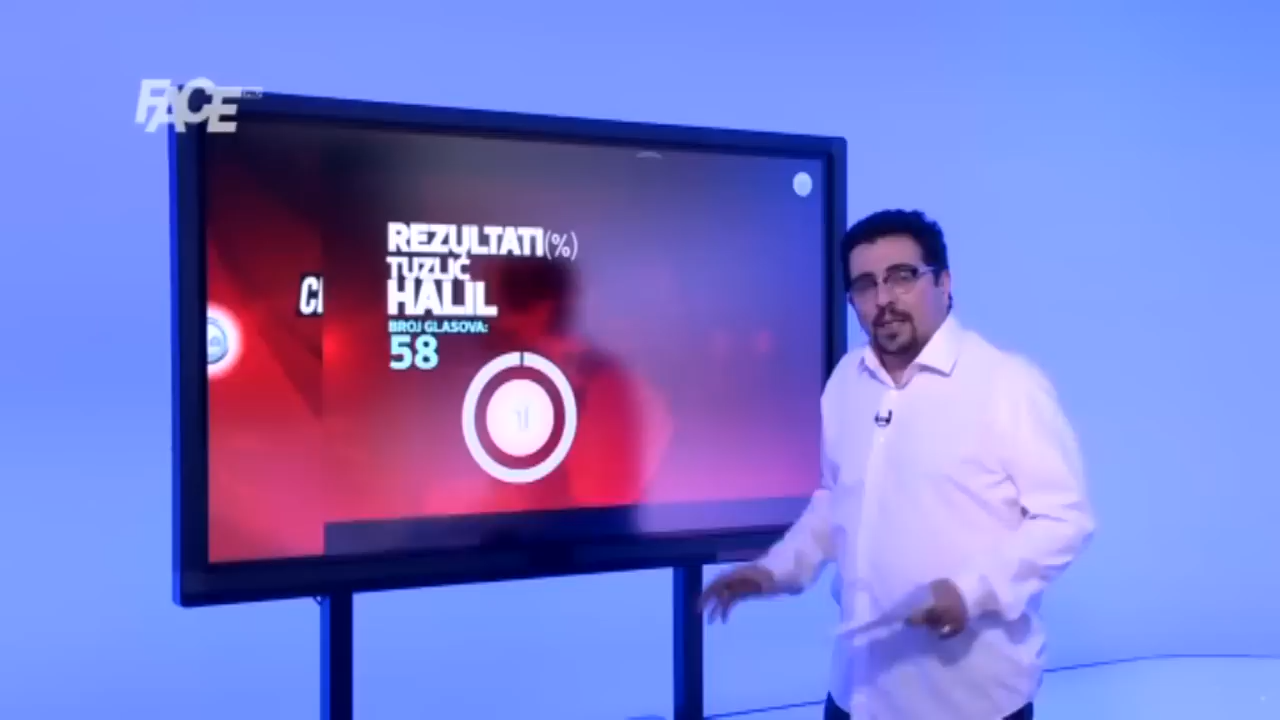 FACE
REZULTATI(%)
TUZLIĆ
HALIL
BROJ GLASOVA:
58